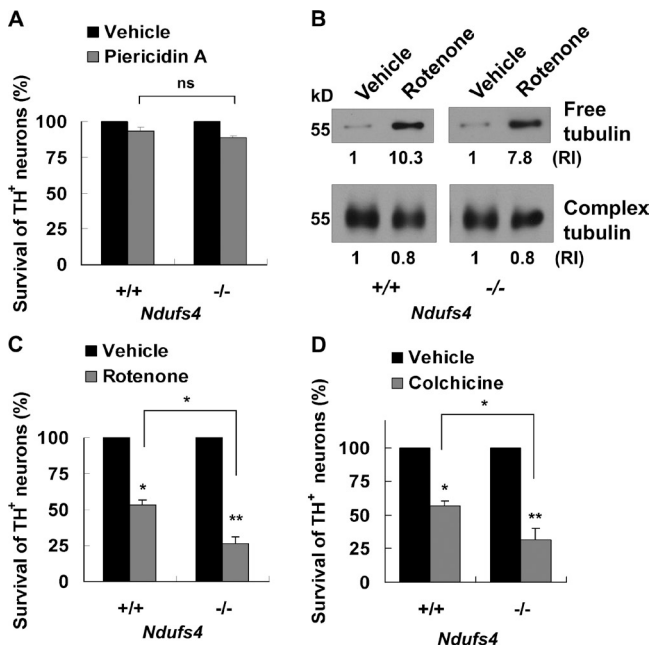 A
Vehicle
Piericidin A
Survival of TH+ neurons (%)
ns
100
75
50
25
0
+/+ -/-
Ndufs4
B
Vehicle Rotenone Vehicle Rotenone
kD
55 Free
tubulin
1 10.3 1 7.8 (RI)
55 Complex
tubulin
1 0.8 1 0.8 (RI)
+/+ -/-
Ndufs4
C
Vehicle
Rotenone
Survival of TH+ neurons (%)
*
100
75
50
25
0
* **
+/+ -/-
Ndufs4
D
Vehicle
Colchicine
Survival of TH+ neurons (%)
*
100
75
50
25
0
* **
+/+ -/-
Ndufs4